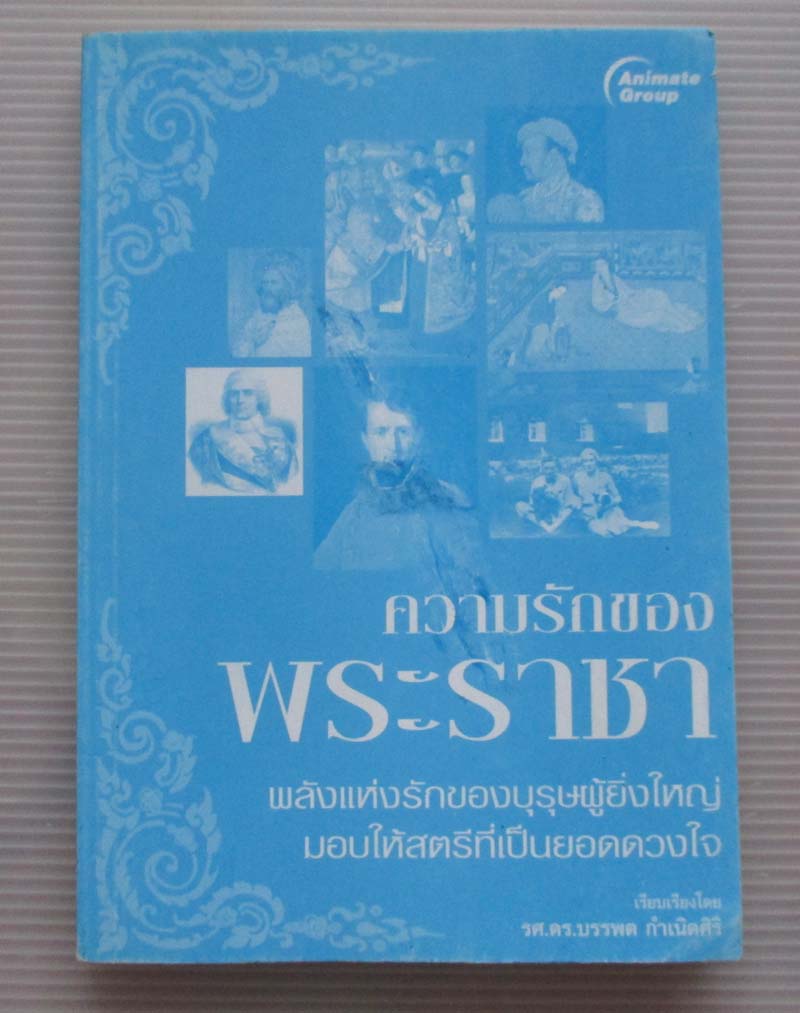 Animate
Group
ความรักของ
พระราชา
พลังแห่งรักของบุรุษผู้ยิ่งใหญ่
มอบให้สตรีที่เป็นยอดดวงใจ
เรียบเรียงโดย
รศ.ดร.บรรพต กำเนิดศิริ